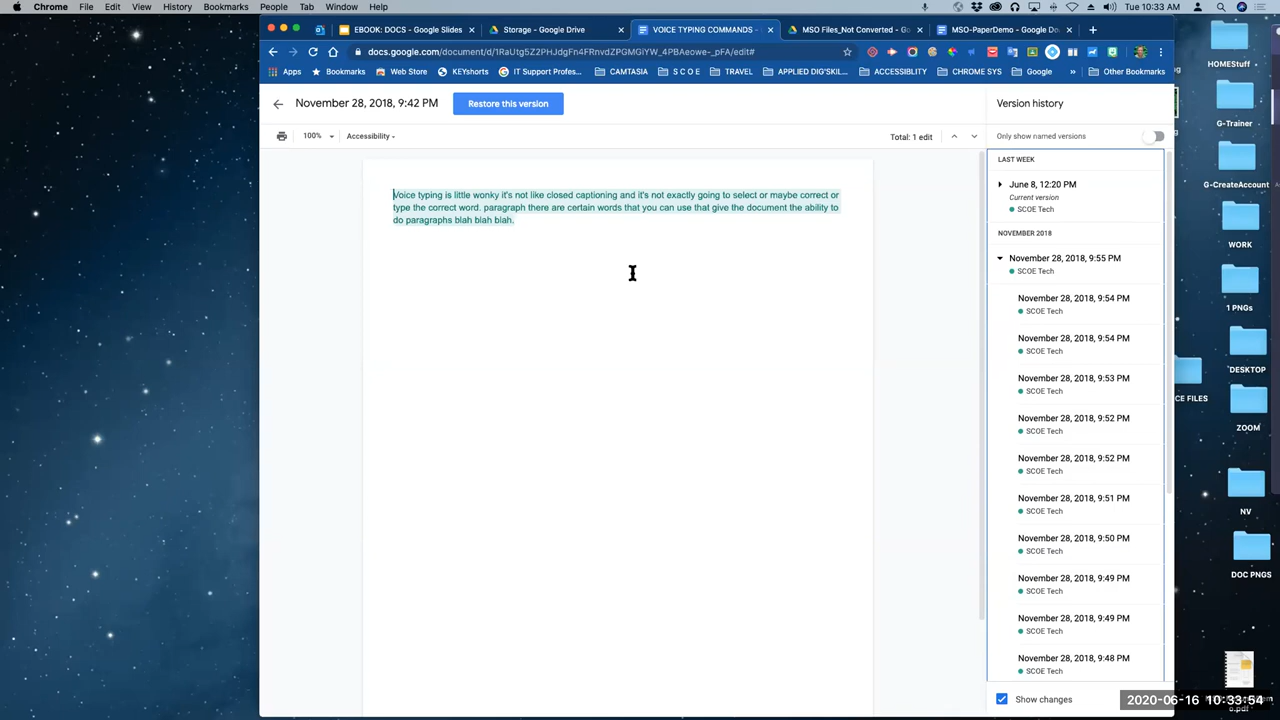 Chrome File Edit View History Bookmarks People Tab Window Help
Tue 10:33 AM
EBOOK: DOCS - Google Slides
Storage - Google Drive
VOICE TYPING COMMANDS -
MSO Files_Not Converted - Go
MSO-PaperDemo - Google Do
docs.google.com/document/d/1RaUtg5Z2PHJdgFn4FRnvdZPGMGiYW_4PBAeove-_pFA/edit#
Apps Bookmarks Web Store KEYshorts IT Support Profes... CAMTASIA S C O E TRAVEL APPLIED DIG'SKIL... ACCESSIBLITY CHROME SYS Google » Other Bookmarks
November 28, 2018, 9:42 PM
Restore this version
Version history
100%
Accessibility
Total: 1 edit
Only show named versions
Voice typing is little wonky it's not like closed captioning and it's not exactly going to select or maybe correct or
type the correct word. paragraph there are certain words that you can use that give the document the ability to
do paragraphs blah blah blah.
LAST WEEK
June 8, 12:20 PM
Current version
SCOE Tech
NOVEMBER 2018
November 28, 2018, 9:55 PM
SCOE Tech
November 28, 2018, 9:54 PM
SCOE Tech
November 28, 2018, 9:54 PM
SCOE Tech
November 28, 2018, 9:53 PM
SCOE Tech
November 28, 2018, 9:52 PM
SCOE Tech
November 28, 2018, 9:52 PM
SCOE Tech
November 28, 2018, 9:51 PM
SCOE Tech
November 28, 2018, 9:50 PM
SCOE Tech
November 28, 2018, 9:49 PM
SCOE Tech
November 28, 2018, 9:49 PM
SCOE Tech
November 28, 2018, 9:48 PM
SCOE Tech
Show changes
HOMEStuff
G-Trainer
G-CreateAccount
WORK
1 PNGs
DESKTOP
CE FILES
ZOOM
NV
DOC PNGS
2020-06-16 10:33:54